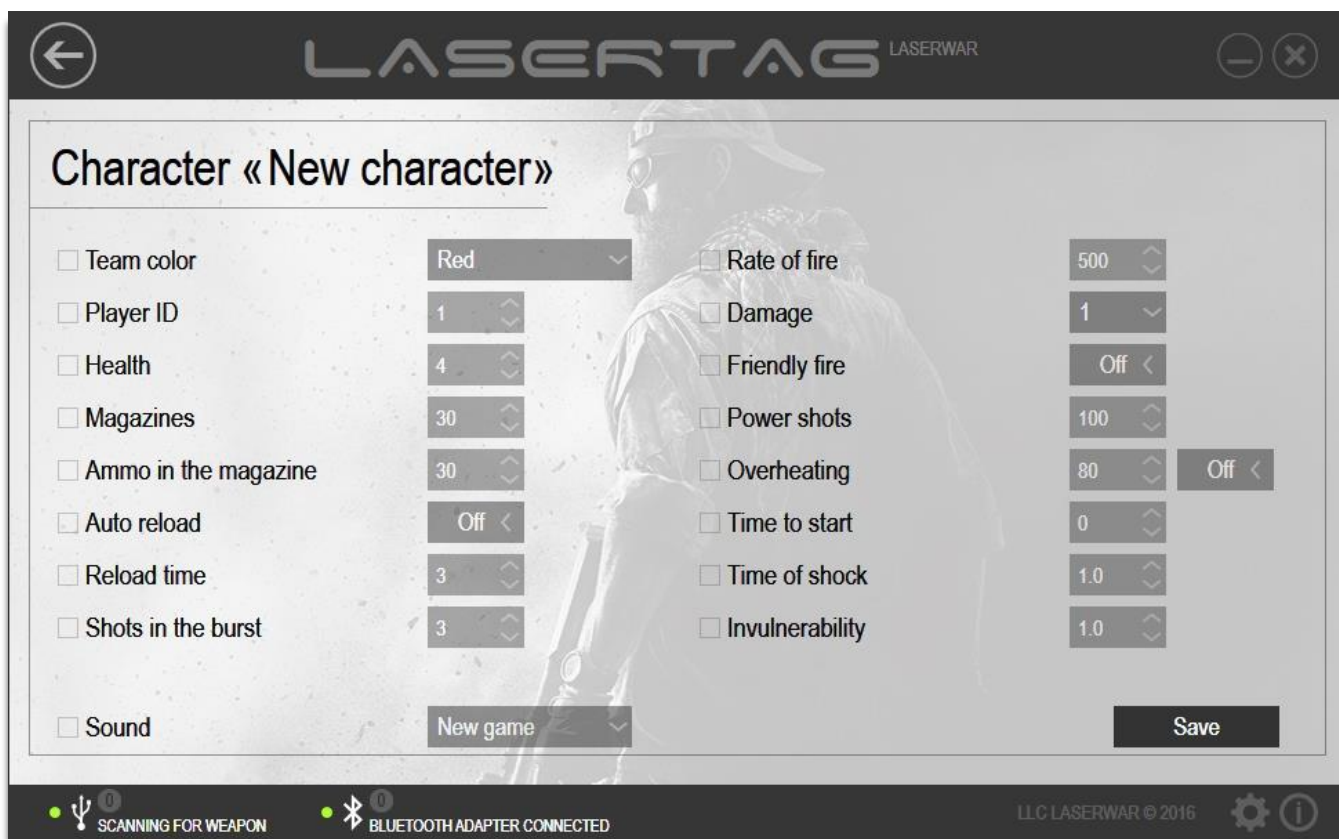 LASERTAG LASERWAR
Character «New character»
Team color Red
Player ID 1
Health 4
Magazines 30
Ammo in the magazine 30
Auto reload Off
Reload time 3
Shots in the burst 3
Sound New game
Rate of fire 500
Damage 1
Friendly fire Off
Power shots 100
Overheating 80 Off
Time to start 0
Time of shock 1.0
Invulnerability 1.0
Save
0
SCANNING FOR WEAPON
0
BLUETOOTH ADAPTER CONNECTED
LLC LASERWAR © 2016